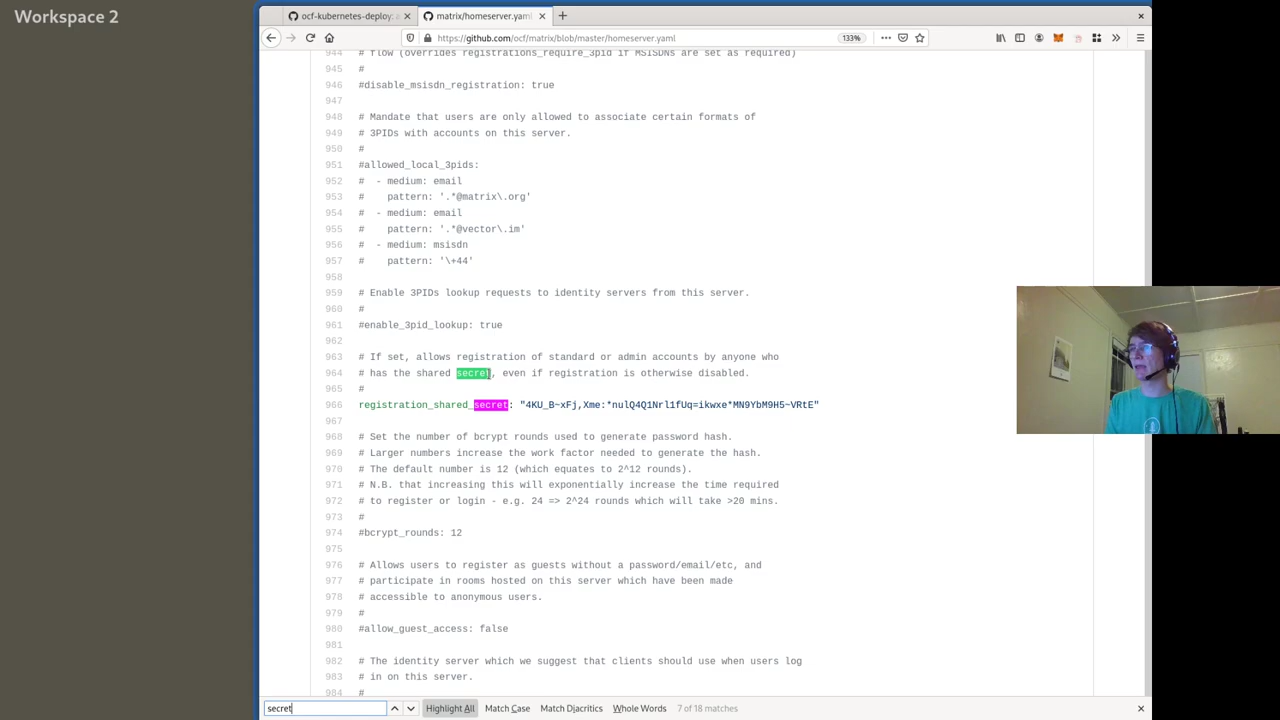 Workspace 2
ocf-kubernetes-deploy: a
matrix/homeserver.yaml
https://github.com/ocf/matrix/blob/master/homeserver.yaml
133%
944 # flow (overrides registrations_require_3pid if MSISDNs are set as required)
945 #
946 #disable_msisdn_registration: true
947
948 # Mandate that users are only allowed to associate certain formats of
949 # 3PIDs with accounts on this server.
950 #
951 #allowed_local_3pids:
952 #  - medium: email
953 #    pattern: '.*@matrix\.org'
954 #  - medium: email
955 #    pattern: '.*@vector\.im'
956 #  - medium: msisdn
957 #    pattern: '\+44'
958
959 # Enable 3PIDs lookup requests to identity servers from this server.
960 #
961 #enable_3pid_lookup: true
962
963 # If set, allows registration of standard or admin accounts by anyone who
964 # has the shared secret, even if registration is otherwise disabled.
965 #
966 registration_shared_secret: "4KU_B~xFj,Xme:*nulQ4Q1Nrl1fUq=ikwxe*MN9YbM9H5~VRtE"
967
968 # Set the number of bcrypt rounds used to generate password hash.
969 # Larger numbers increase the work factor needed to generate the hash.
970 # The default number is 12 (which equates to 2^12 rounds).
971 # N.B. that increasing this will exponentially increase the time required
972 # to register or login - e.g. 24 => 2^24 rounds which will take >20 mins.
973 #
974 #bcrypt_rounds: 12
975
976 # Allows users to register as guests without a password/email/etc, and
977 # participate in rooms hosted on this server which have been made
978 # accessible to anonymous users.
979 #
980 #allow_guest_access: false
981
982 # The identity server which we suggest that clients should use when users log
983 # in on this server.
984 #
secret
Highlight All Match Case Match Diacritics Whole Words 7 of 18 matches